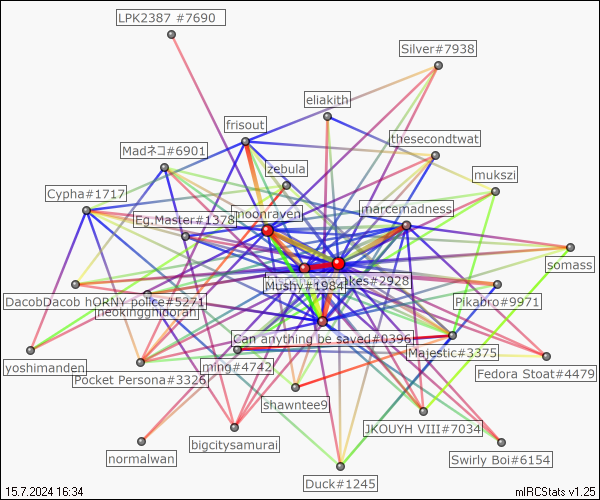 LPK2387 #7690
Silver#7938
eliakith
frisout
thesecondtwat
Madネコ#6901
zebula
mukszi
Cypha#1717
Eg.Master#1378
moonraven
marcemadness
somass
Mushy#1984
kes#2928
DacobDacob hORNY police#5271
Pikabro#9971
neokingghidorah
Can anything be saved#0396
yoshimanden
Pocket Persona#3326
ming#4742
Majestic#3375
Fedora Stoat#4479
shawntee9
JKOUYH VIII#7034
normalwan
bigcitysamurai
Swirly Boi#6154
Duck#1245
15.7.2024 16:34
mIRCStats v1.25